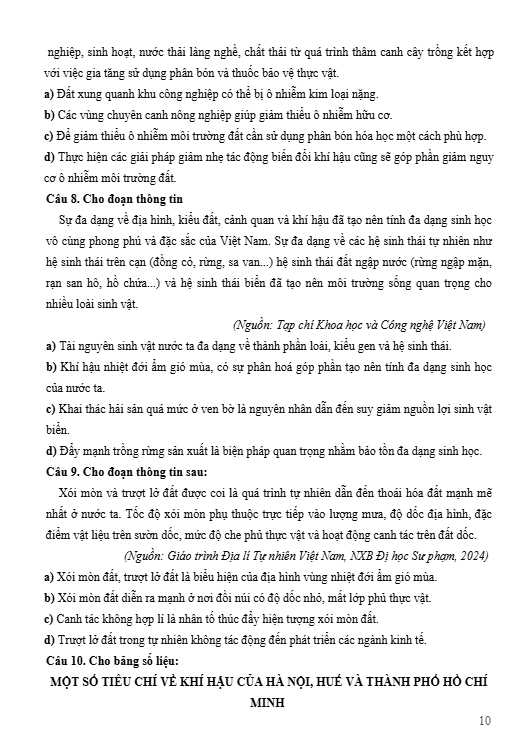 nghiệp, sinh hoạt, nước thải làng nghề, chất thải từ quá trình thâm canh cây trồng kết hợp
với việc gia tăng sử dụng phân bón và thuốc bảo vệ thực vật.
a) Đất xung quanh khu công nghiệp có thể bị ô nhiễm kim loại nặng.
b) Các vùng chuyên canh nông nghiệp giúp giảm thiểu ô nhiễm hữu cơ.
c) Để giảm thiểu ô nhiễm môi trường đất cần sử dụng phân bón hóa học một cách phù hợp.
d) Thực hiện các giải pháp giảm nhẹ tác động biến đổi khí hậu cũng sẽ góp phần giảm nguy
cơ ô nhiễm môi trường đất.
Câu 8. Cho đoạn thông tin
Sự đa dạng về địa hình, kiểu đất, cảnh quan và khí hậu đã tạo nên tính đa dạng sinh học
vô cùng phong phú và đặc sắc của Việt Nam. Sự đa dạng về các hệ sinh thái tự nhiên như
hệ sinh thái trên cạn (đồng cỏ, rừng, sa van...) hệ sinh thái đất ngập nước (rừng ngập mặn,
rạn san hô, hồ chứa...) và hệ sinh thái biển đã tạo nên môi trường sống quan trọng cho
nhiều loài sinh vật.
(Nguồn: Tạp chí Khoa học và Công nghệ Việt Nam)
a) Tài nguyên sinh vật nước ta đa dạng về thành phần loài, kiểu gen và hệ sinh thái.
b) Khí hậu nhiệt đới ẩm gió mùa, có sự phân hoá góp phần tạo nên tính đa dạng sinh học
của nước ta.
c) Khai thác hải sản quá mức ở ven bờ là nguyên nhân dẫn đến suy giảm nguồn lợi sinh vật
biển.
d) Đẩy mạnh trồng rừng sản xuất là biện pháp quan trọng nhằm bảo tồn đa dạng sinh học.
Câu 9. Cho đoạn thông tin sau:
Xói mòn và trượt lở đất được coi là quá trình tự nhiên dẫn đến thoái hóa đất mạnh mẽ
nhất ở nước ta. Tốc độ xói mòn phụ thuộc trực tiếp vào lượng mưa, độ dốc địa hình, đặc
điểm vật liệu trên sườn dốc, mức độ che phủ thực vật và hoạt động canh tác trên đất dốc.
(Nguồn: Giáo trình Địa lí Tự nhiên Việt Nam, NXB Đị học Sư phạm, 2024)
a) Xói mòn đất, trượt lở đất là biểu hiện của địa hình vùng nhiệt đới ẩm gió mùa.
b) Xói mòn đất diễn ra mạnh ở nơi đồi núi có độ dốc nhỏ, mất lớp phủ thực vật.
c) Canh tác không hợp lí là nhân tố thúc đẩy hiện tượng xói mòn đất.
d) Trượt lở đất trong tự nhiên không tác động đến phát triển các ngành kinh tế.
Câu 10. Cho bảng số liệu:
MỘT SỐ TIÊU CHÍ VỀ KHÍ HẬU CỦA HÀ NỘI, HUẾ VÀ THÀNH PHỐ HỒ CHÍ
MINH
10